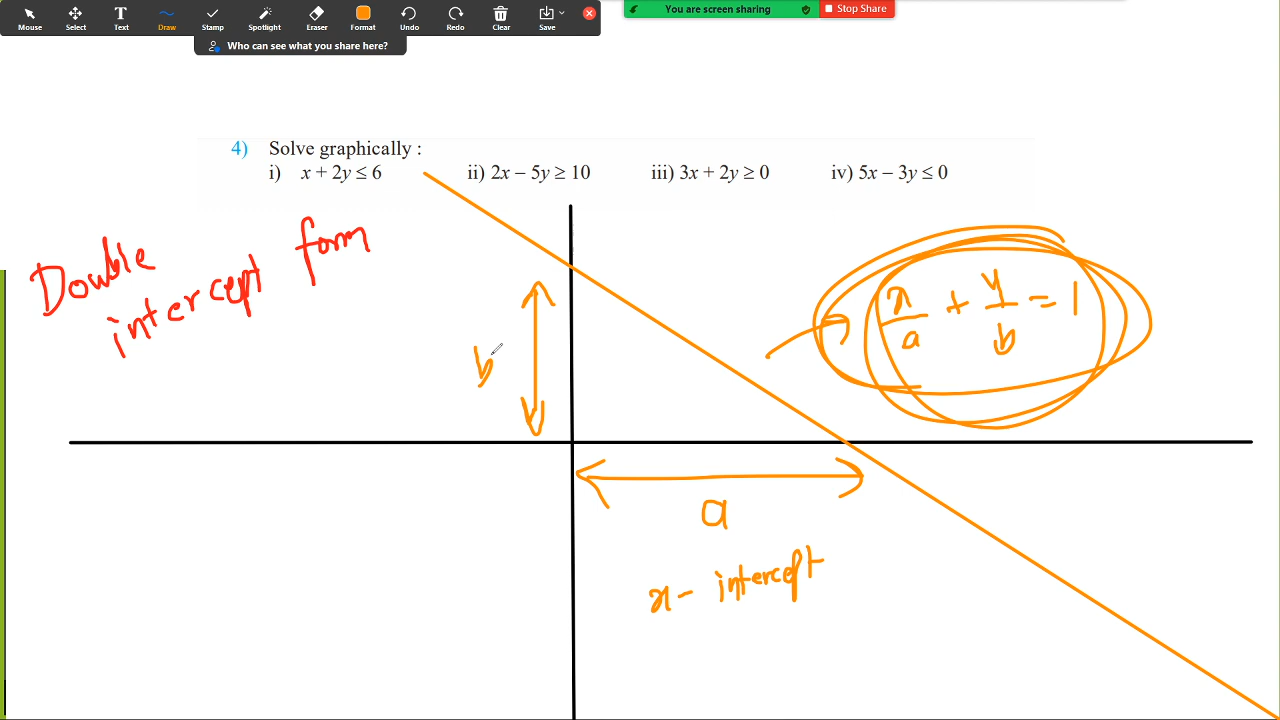 You are screen sharing
Stop Share
Mouse Select Text Draw Stamp Spotlight Eraser Format Undo Redo Clear Save
Who can see what you share here?
4) Solve graphically :
i) x + 2y ≤ 6 ii) 2x − 5y ≥ 10 iii) 3x + 2y ≥ 0 iv) 5x − 3y ≤ 0
Double
intercept form
x/a + y/b = 1
b
a
x - intercept